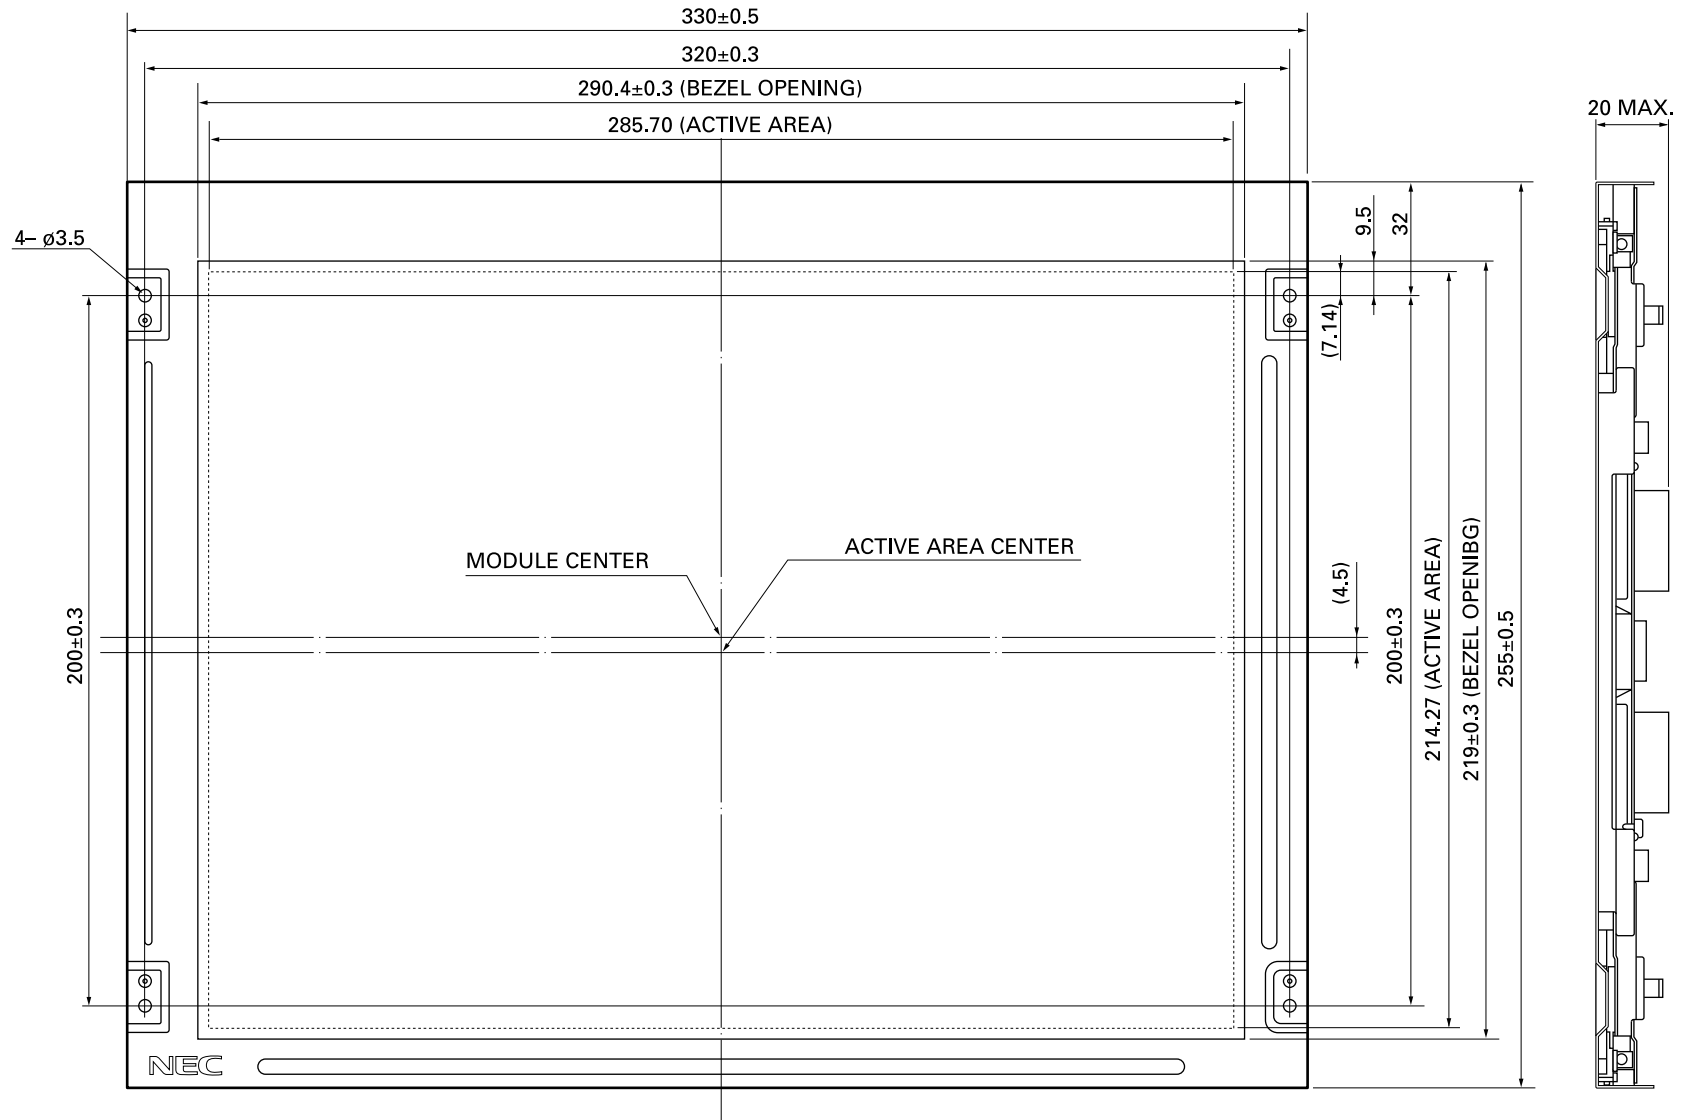 330±0.5
320±0.3
290.4±0.3 (BEZEL OPENING)
285.70 (ACTIVE AREA)
20 MAX.
4– ø3.5
9.5
32
(7.14)
MODULE CENTER
ACTIVE AREA CENTER
(4.5)
200±0.3
200±0.3
214.27 (ACTIVE AREA)
219±0.3 (BEZEL OPENIBG)
255±0.5
NEC